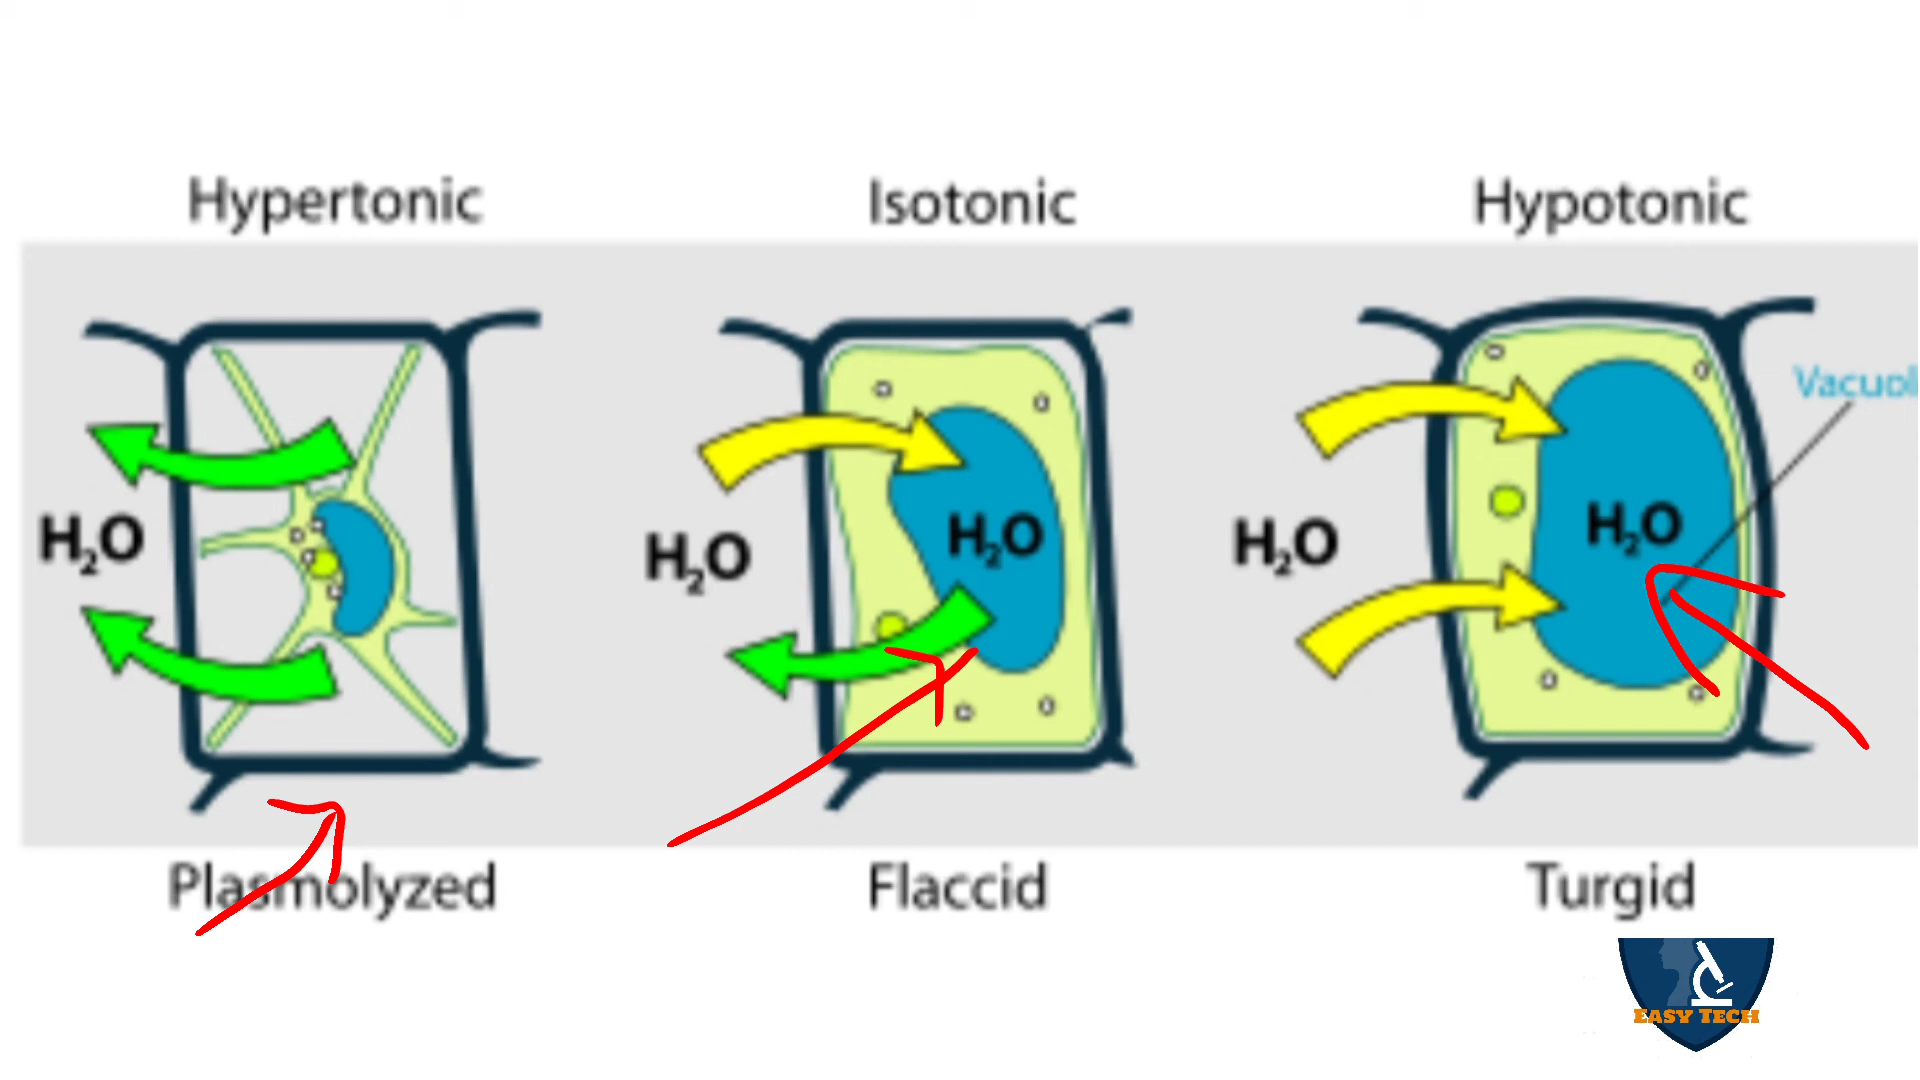 Hypertonic
Isotonic
Hypotonic
H₂O
H₂O
H₂O
H₂O
H₂O
Vacuol
Plasmolyzed
Flaccid
Turgid
EASY TECH